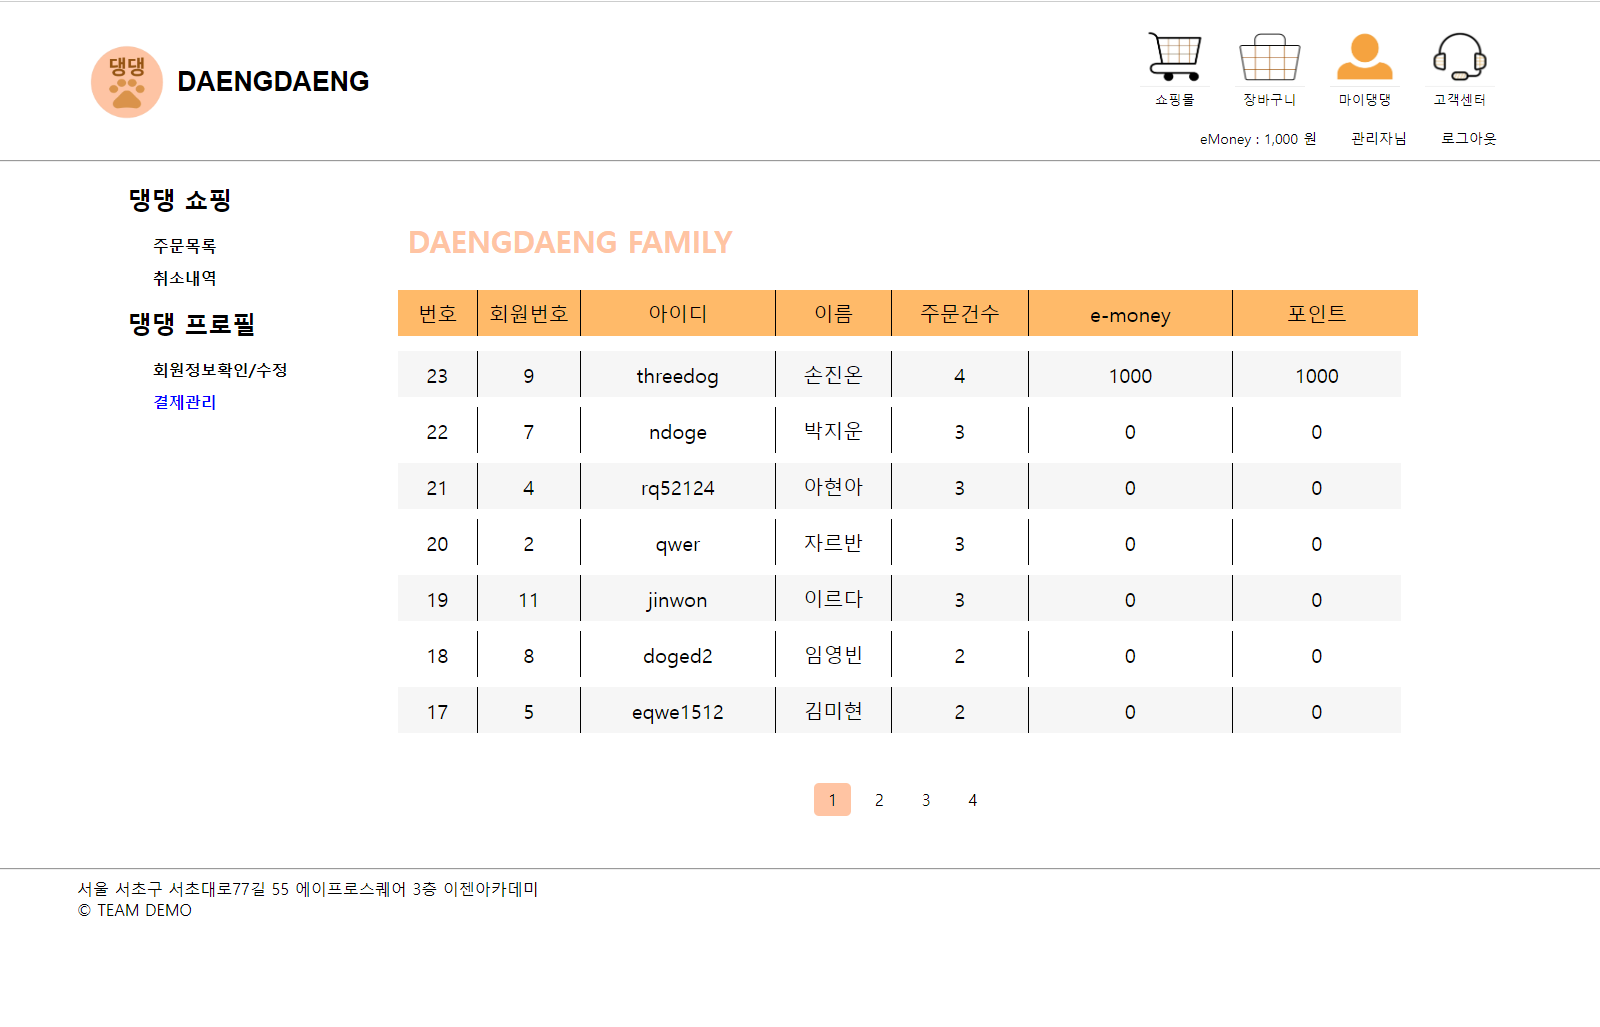 댕댕
DAENGDAENG
쇼핑몰 장바구니 마이댕댕 고객센터
eMoney : 1,000 원 관리자님 로그아웃
댕댕 쇼핑
주문목록
취소내역
댕댕 프로필
회원정보확인/수정
결제관리
DAENGDAENG FAMILY
번호 회원번호 아이디 이름 주문건수 e-money 포인트
23 9 threedog 손진온 4 1000 1000
22 7 ndoge 박지운 3 0 0
21 4 rq52124 아현아 3 0 0
20 2 qwer 자르반 3 0 0
19 11 jinwon 이르다 3 0 0
18 8 doged2 임영빈 2 0 0
17 5 eqwe1512 김미현 2 0 0
1 2 3 4
서울 서초구 서초대로77길 55 에이프로스퀘어 3층 이젠아카데미
© TEAM DEMO